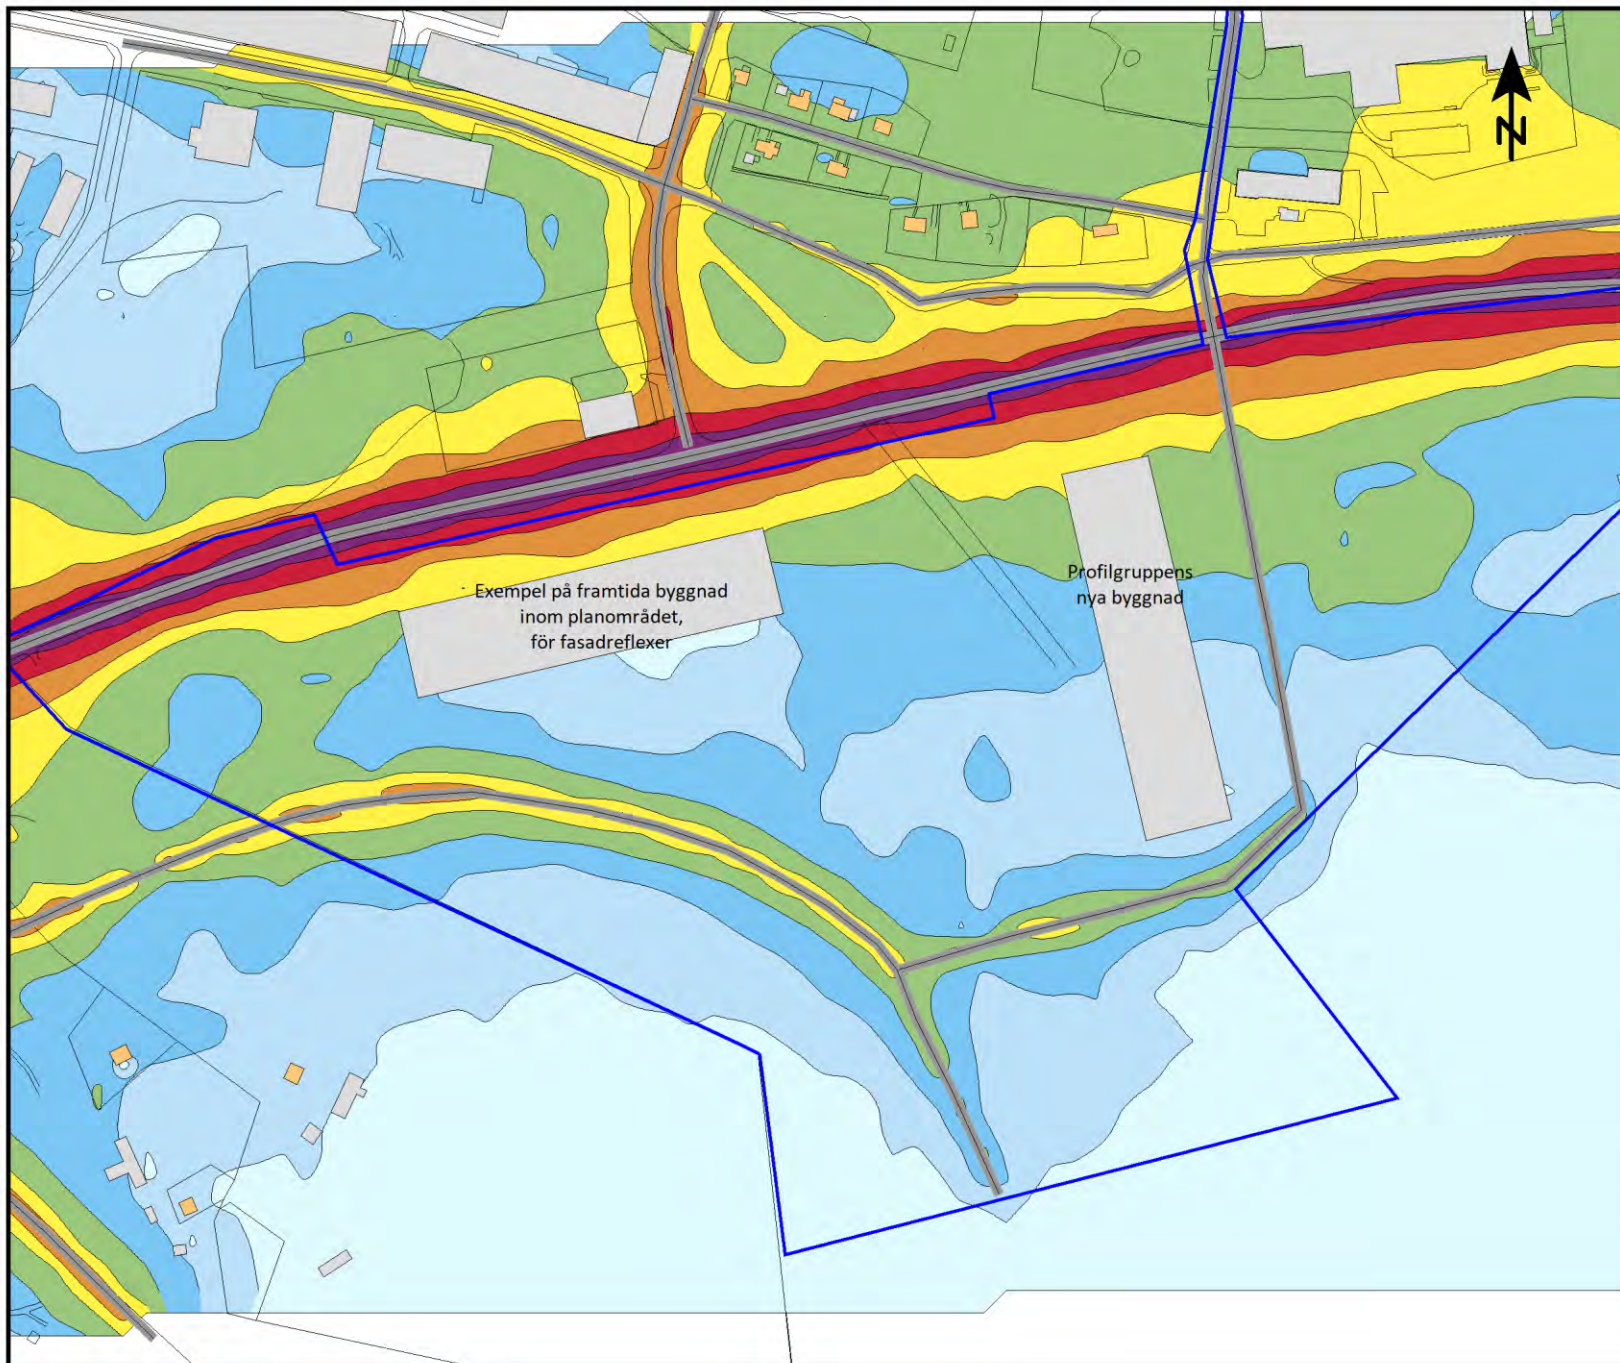 N
Exempel på framtida byggnad
inom planområdet,
för fasadreflexer
Profilgruppens
nya byggnad